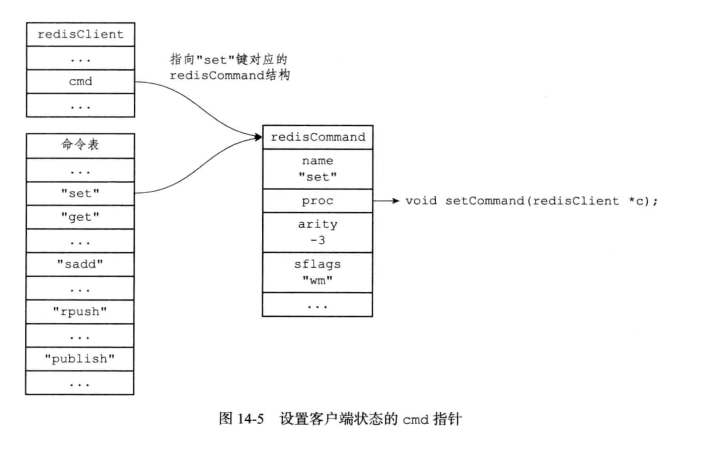 redisClient
...
cmd
...
指向"set"键对应的
redisCommand结构
命令表
...
"set"
"get"
...
"sadd"
...
"rpush"
...
"publish"
...
redisCommand
name
"set"
proc
arity
-3
sflags
"wm"
...
void setCommand(redisClient *c);
图 14-5 设置客户端状态的 cmd 指针